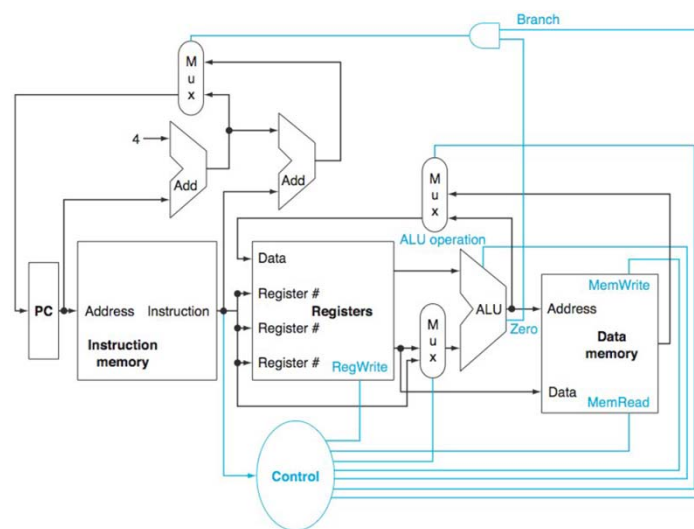 Branch
M
u
x
4
Add
Add
M
u
x
ALU operation
Data
Register #
Registers
Register #
Register #
RegWrite
PC
Address
Instruction
Instruction
memory
M
u
x
ALU
Zero
MemWrite
Address
Data
memory
Data
MemRead
Control